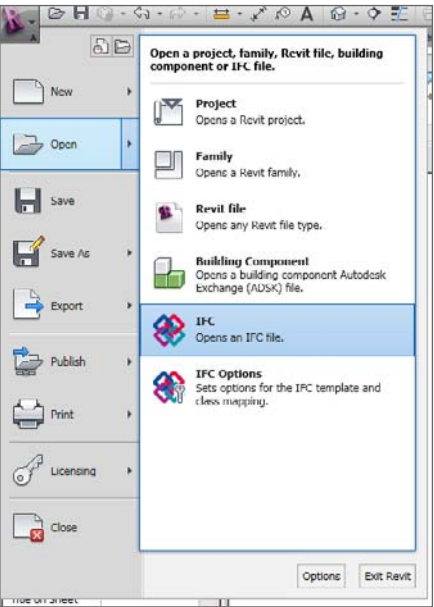 A
A
New
Open
Save
Save As
Export
Publish
Print
Licensing
Close
Open a project, family, Revit file, building
component or IFC file.
Project
Opens a Revit project.
Family
Opens a Revit family.
Revit file
Opens any Revit file type.
Building Component
Opens a building component Autodesk
Exchange (ADSK) file.
IFC
Opens an IFC file.
IFC Options
Sets options for the IFC template and
class mapping.
Options
Exit Revit
Title on Sheet